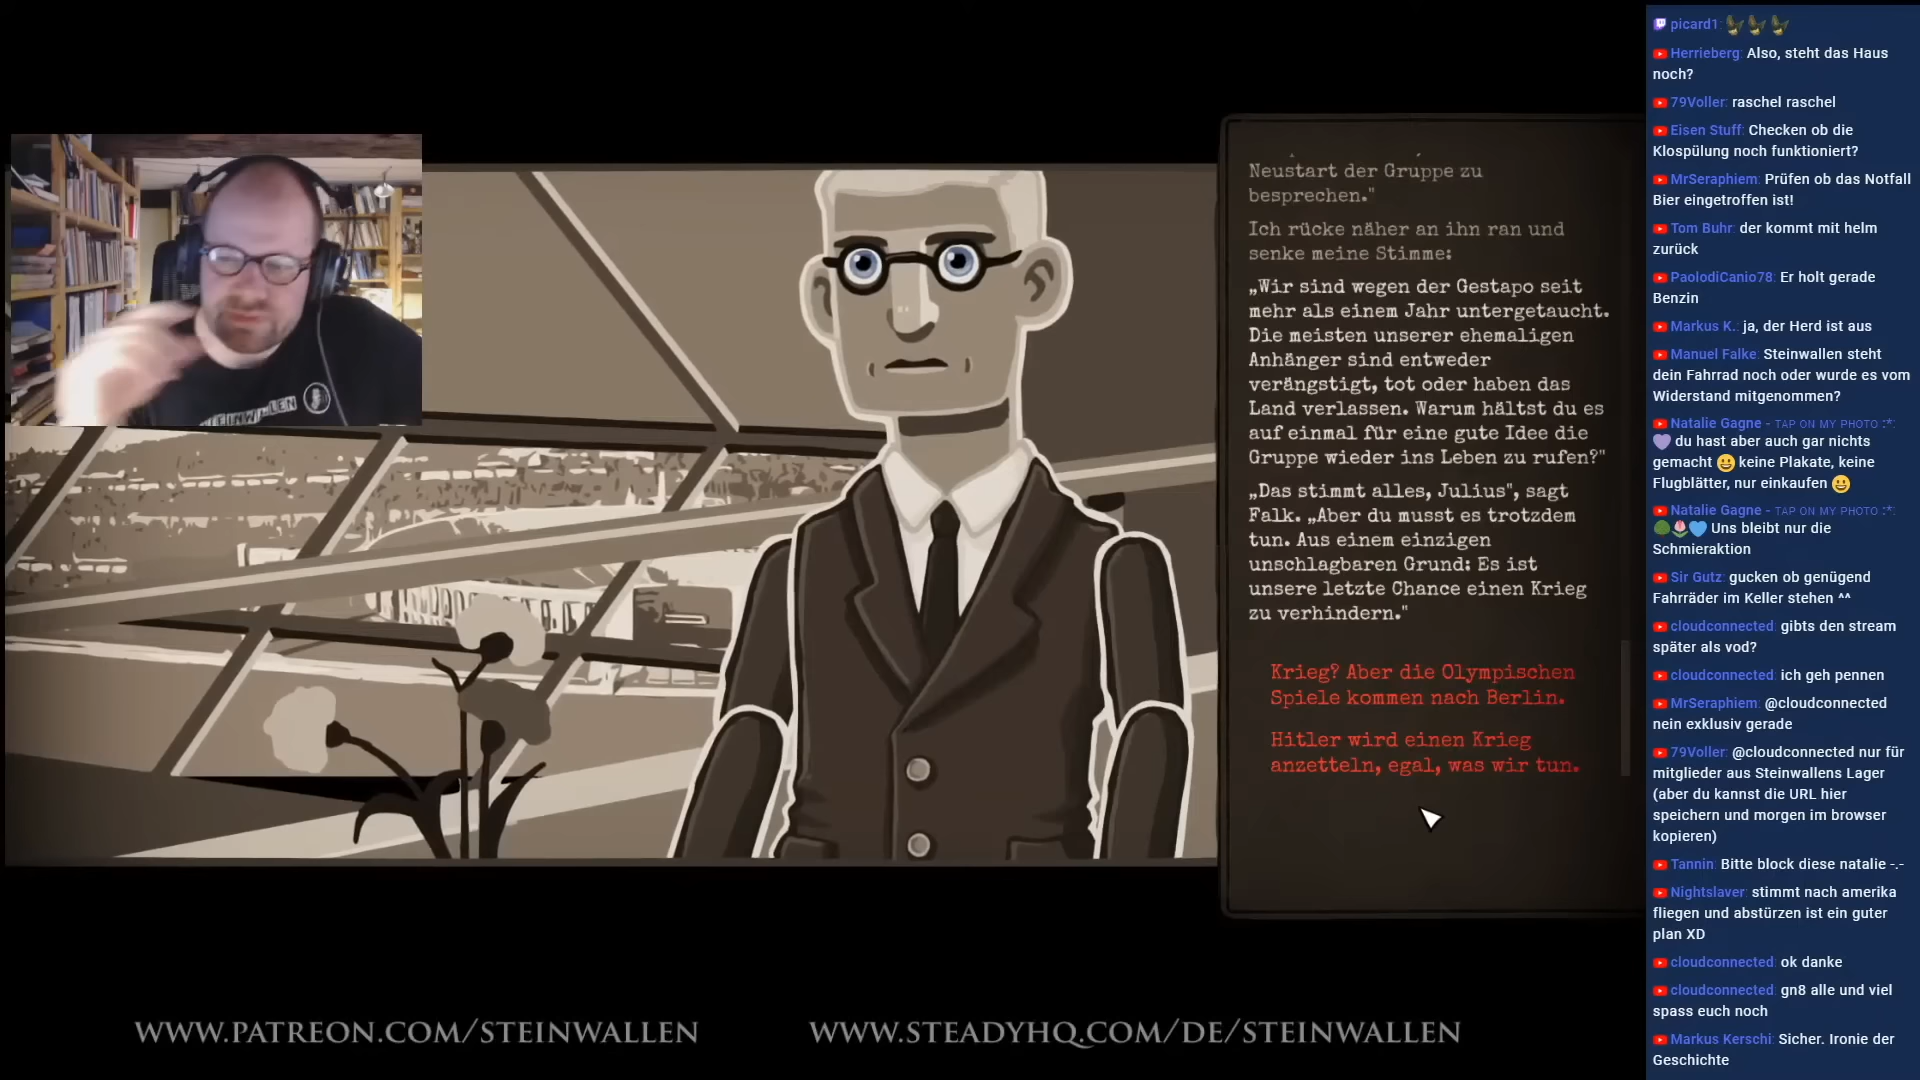 STEINWALLEN
Neustart der Gruppe zu
besprechen."
Ich rücke näher an ihn ran und
senke meine Stimme:
„Wir sind wegen der Gestapo seit
mehr als einem Jahr untergetaucht.
Die meisten unserer ehemaligen
Anhänger sind entweder
verängstigt, tot oder haben das
Land verlassen. Warum hältst du es
auf einmal für eine gute Idee die
Gruppe wieder ins Leben zu rufen?"
„Das stimmt alles, Julius", sagt
Falk. „Aber du musst es trotzdem
tun. Aus einem einzigen
unschlagbaren Grund: Es ist
unsere letzte Chance einen Krieg
zu verhindern."
Krieg? Aber die Olympischen
Spiele kommen nach Berlin.
Hitler wird einen Krieg
anzetteln, egal, was wir tun.
WWW.PATREON.COM/STEINWALLEN
WWW.STEADYHQ.COM/DE/STEINWALLEN
picard1:
Herrieberg: Also, steht das Haus
noch?
79Voller: raschel raschel
Eisen Stuff: Checken ob die
Klospülung noch funktioniert?
MrSeraphiem: Prüfen ob das Notfall
Bier eingetroffen ist!
Tom Buhr: der kommt mit helm
zurück
PaolodiCanio78: Er holt gerade
Benzin
Markus K.: ja, der Herd ist aus
Manuel Falke: Steinwallen steht
dein Fahrrad noch oder wurde es vom
Widerstand mitgenommen?
Natalie Gagne - TAP ON MY PHOTO :*:
du hast aber auch gar nichts
gemacht 😀 keine Plakate, keine
Flugblätter, nur einkaufen 😀
Natalie Gagne - TAP ON MY PHOTO :*:
Uns bleibt nur die
Schmieraktion
Sir Gutz: gucken ob genügend
Fahrräder im Keller stehen ^^
cloudconnected: gibts den stream
später als vod?
cloudconnected: ich geh pennen
MrSeraphiem: @cloudconnected
nein exklusiv gerade
79Voller: @cloudconnected nur für
mitglieder aus Steinwallens Lager
(aber du kannst die URL hier
speichern und morgen im browser
kopieren)
Tannin: Bitte block diese natalie -.-
Nightslaver: stimmt nach amerika
fliegen und abstürzen ist ein guter
plan XD
cloudconnected: ok danke
cloudconnected: gn8 alle und viel
spass euch noch
Markus Kerschi: Sicher. Ironie der
Geschichte